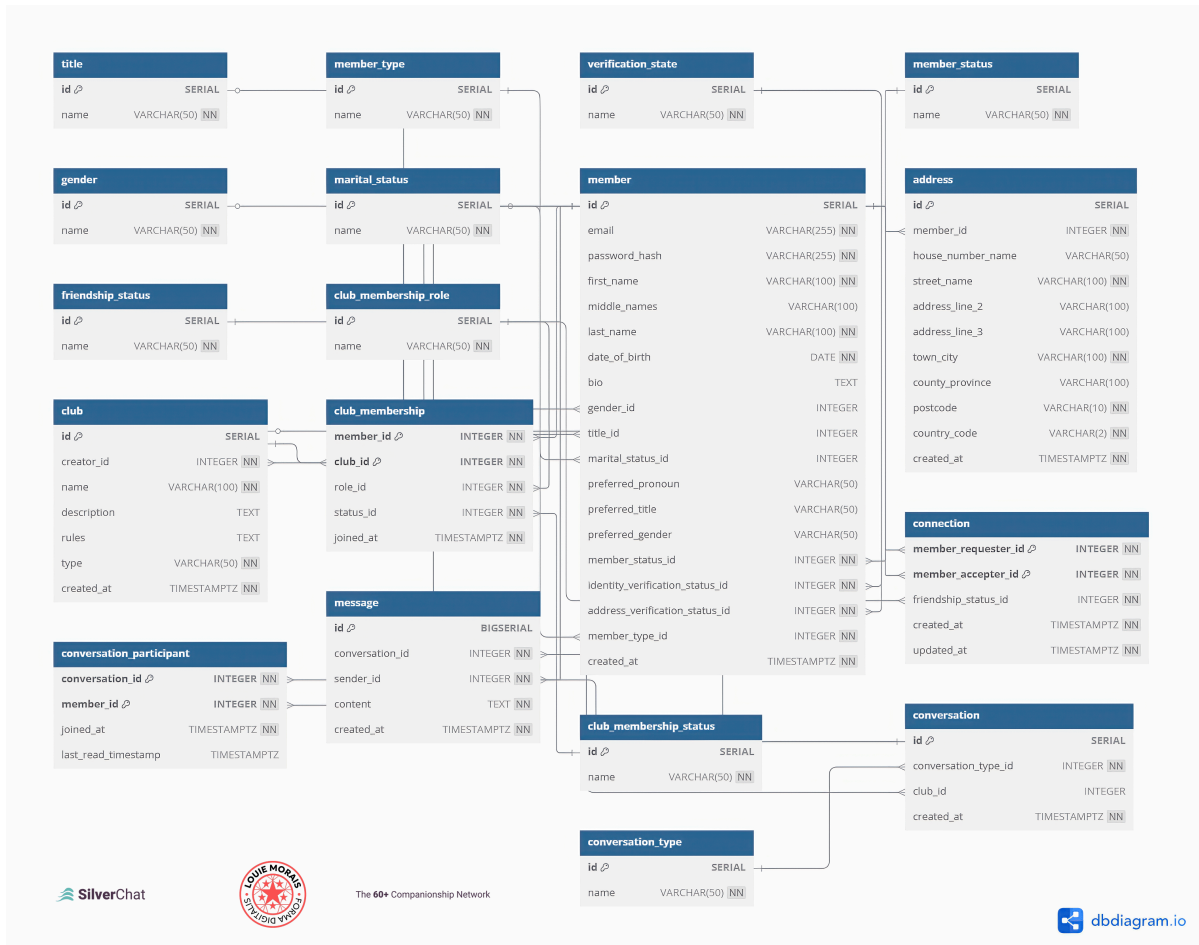 title
id SERIAL
name VARCHAR(50) NN
member_type
id SERIAL
name VARCHAR(50) NN
verification_state
id SERIAL
name VARCHAR(50) NN
member_status
id SERIAL
name VARCHAR(50) NN
gender
id SERIAL
name VARCHAR(50) NN
marital_status
id SERIAL
name VARCHAR(50) NN
member
id SERIAL
email VARCHAR(255) NN
password_hash VARCHAR(255) NN
first_name VARCHAR(100) NN
middle_names VARCHAR(100)
last_name VARCHAR(100) NN
date_of_birth DATE NN
bio TEXT
gender_id INTEGER
title_id INTEGER
marital_status_id INTEGER
preferred_pronoun VARCHAR(50)
preferred_title VARCHAR(50)
preferred_gender VARCHAR(50)
member_status_id INTEGER NN
identity_verification_status_id INTEGER NN
address_verification_status_id INTEGER NN
member_type_id INTEGER NN
created_at TIMESTAMPTZ NN
address
id SERIAL
member_id INTEGER NN
house_number_name VARCHAR(50)
street_name VARCHAR(100) NN
address_line_2 VARCHAR(100)
address_line_3 VARCHAR(100)
town_city VARCHAR(100) NN
county_province VARCHAR(100)
postcode VARCHAR(10) NN
country_code VARCHAR(2) NN
created_at TIMESTAMPTZ NN
friendship_status
id SERIAL
name VARCHAR(50) NN
club_membership_role
id SERIAL
name VARCHAR(50) NN
club
id SERIAL
creator_id INTEGER NN
name VARCHAR(100) NN
description TEXT
rules TEXT
type VARCHAR(50) NN
created_at TIMESTAMPTZ NN
club_membership
member_id INTEGER NN
club_id INTEGER NN
role_id INTEGER NN
status_id INTEGER NN
joined_at TIMESTAMPTZ NN
connection
member_requester_id INTEGER NN
member_accepter_id INTEGER NN
friendship_status_id INTEGER NN
created_at TIMESTAMPTZ NN
updated_at TIMESTAMPTZ NN
message
id BIGSERIAL
conversation_id INTEGER NN
sender_id INTEGER NN
content TEXT NN
created_at TIMESTAMPTZ NN
conversation_participant
conversation_id INTEGER NN
member_id INTEGER NN
joined_at TIMESTAMPTZ NN
last_read_timestamp TIMESTAMPTZ
club_membership_status
id SERIAL
name VARCHAR(50) NN
conversation
id SERIAL
conversation_type_id INTEGER NN
club_id INTEGER
created_at TIMESTAMPTZ NN
conversation_type
id SERIAL
name VARCHAR(50) NN
SilverChat
LOUIE MORAIS
FORMA DIGITALIS
The 60+ Companionship Network
dbdiagram.io